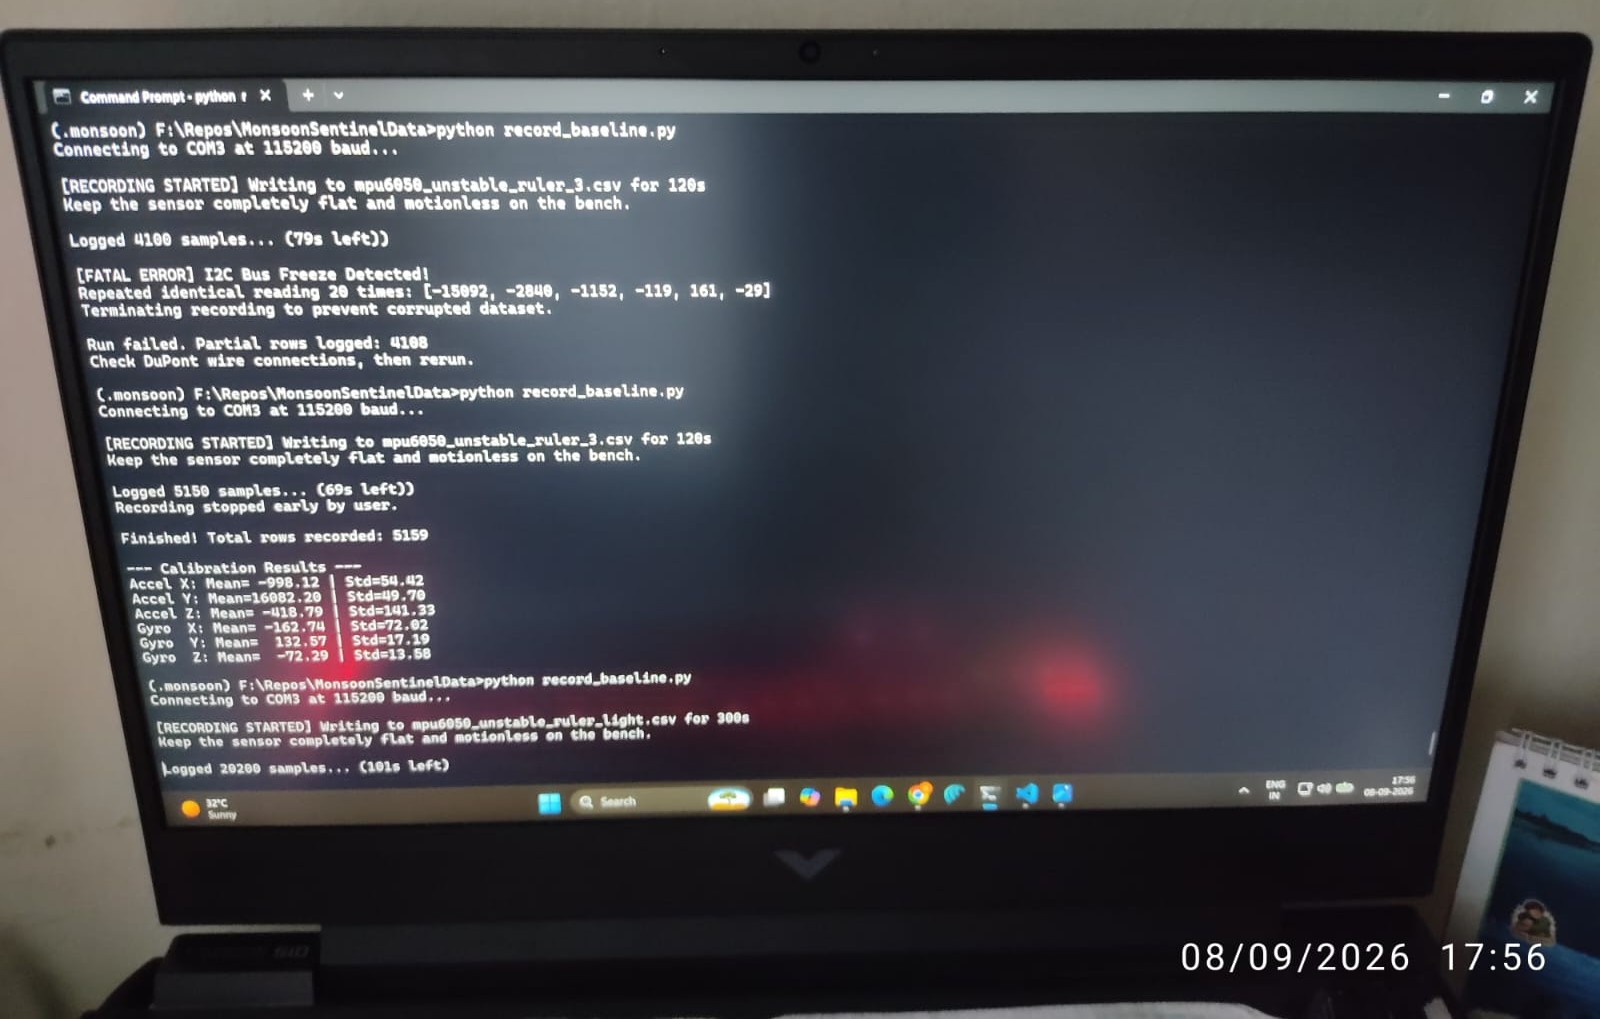 Command Prompt - python r
(.monsoon) F:\Repos\MonsoonSentinelData>python record_baseline.py
Connecting to COM3 at 115200 baud...
[RECORDING STARTED] Writing to mpu6050_unstable_ruler_3.csv for 120s
Keep the sensor completely flat and motionless on the bench.
Logged 4100 samples... (79s left))
[FATAL ERROR] I2C Bus Freeze Detected!
Repeated identical reading 20 times: [-15092, -2840, -1152, -119, 161, -29]
Terminating recording to prevent corrupted dataset.
Run failed. Partial rows logged: 4108
Check DuPont wire connections, then rerun.
(.monsoon) F:\Repos\MonsoonSentinelData>python record_baseline.py
Connecting to COM3 at 115200 baud...
[RECORDING STARTED] Writing to mpu6050_unstable_ruler_3.csv for 120s
Keep the sensor completely flat and motionless on the bench.
Logged 5150 samples... (69s left))
Recording stopped early by user.
Finished! Total rows recorded: 5159
--- Calibration Results ---
Accel X: Mean= -998.12 | Std=54.42
Accel Y: Mean=16082.20 | Std=49.70
Accel Z: Mean= -418.79 | Std=141.33
Gyro X: Mean= -162.74 | Std=72.02
Gyro Y: Mean= 132.57 | Std=17.19
Gyro Z: Mean= -72.29 | Std=13.58
(.monsoon) F:\Repos\MonsoonSentinelData>python record_baseline.py
Connecting to COM3 at 115200 baud...
[RECORDING STARTED] Writing to mpu6050_unstable_ruler_light.csv for 300s
Keep the sensor completely flat and motionless on the bench.
Logged 20200 samples... (101s left)
32°C
Sunny
Search
ENG
IN
17:56
08-09-2026
08/09/2026 17:56